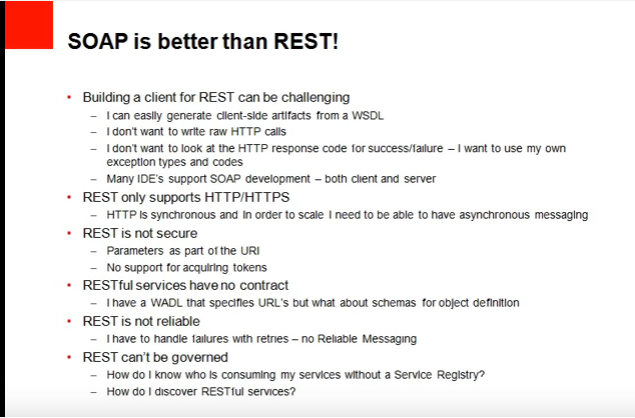 SOAP is better than REST!
• Building a client for REST can be challenging
– I can easily generate client-side artifacts from a WSDL
– I don't want to write raw HTTP calls
– I don't want to look at the HTTP response code for success/failure – I want to use my own
exception types and codes
– Many IDE's support SOAP development – both client and server
• REST only supports HTTP/HTTPS
– HTTP is synchronous and in order to scale I need to be able to have asynchronous messaging
• REST is not secure
– Parameters as part of the URI
– No support for acquiring tokens
• RESTful services have no contract
– I have a WADL that specifies URL's but what about schemas for object definition
• REST is not reliable
– I have to handle failures with retries – no Reliable Messaging
• REST can't be governed
– How do I know who is consuming my services without a Service Registry?
– How do I discover RESTful services?